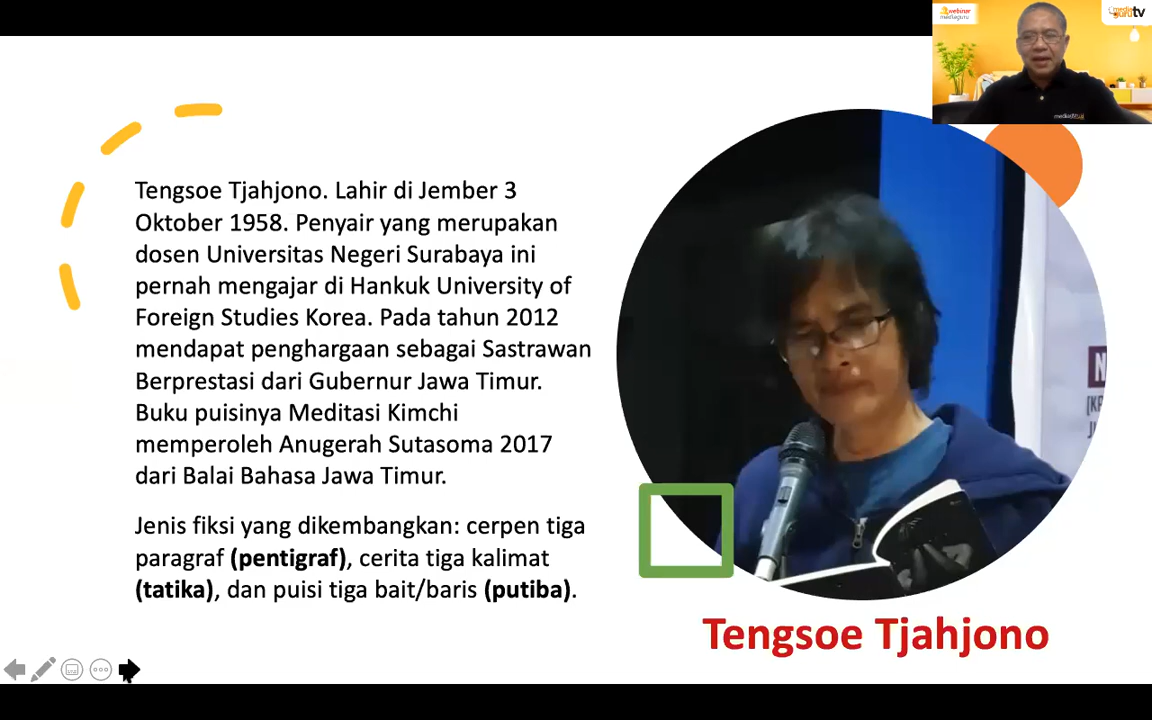 webinar
mediaguru
media
guru tv
mediaguru
Tengsoe Tjahjono. Lahir di Jember 3
Oktober 1958. Penyair yang merupakan
dosen Universitas Negeri Surabaya ini
pernah mengajar di Hankuk University of
Foreign Studies Korea. Pada tahun 2012
mendapat penghargaan sebagai Sastrawan
Berprestasi dari Gubernur Jawa Timur.
Buku puisinya Meditasi Kimchi
memperoleh Anugerah Sutasoma 2017
dari Balai Bahasa Jawa Timur.
Jenis fiksi yang dikembangkan: cerpen tiga
paragraf (pentigraf), cerita tiga kalimat
(tatika), dan puisi tiga bait/baris (putiba).
N
Tengsoe Tjahjono